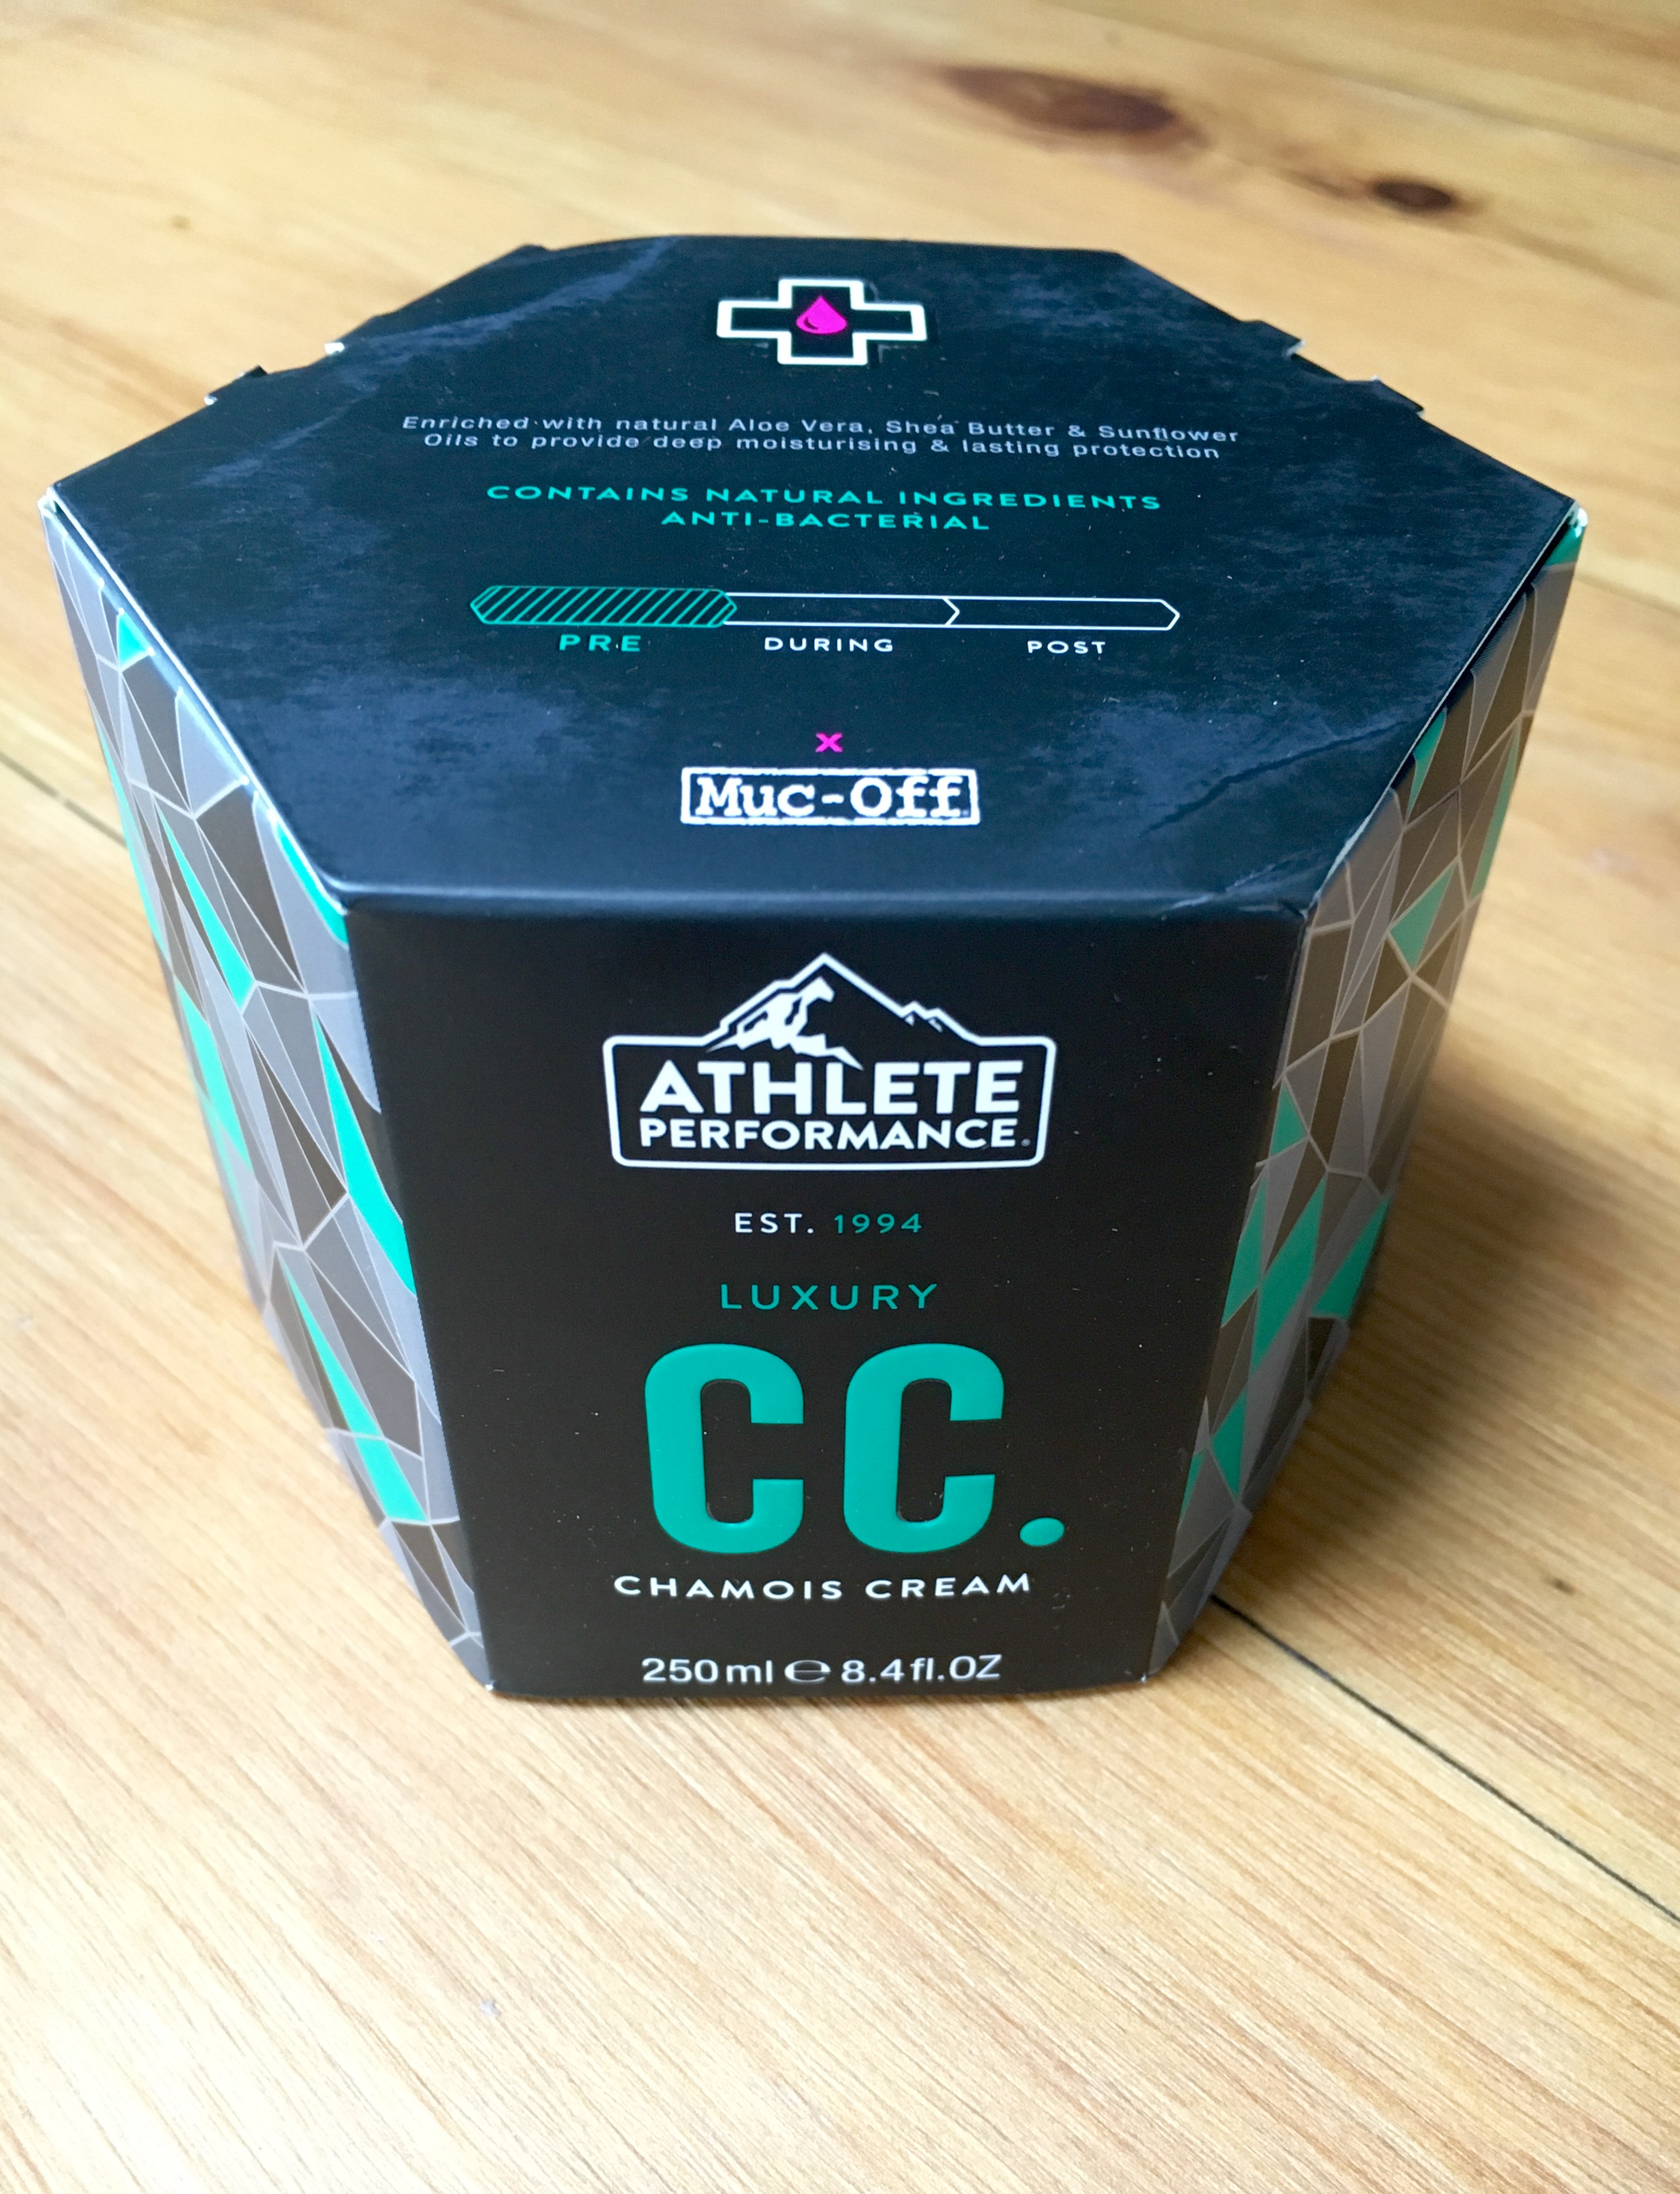 Enriched with natural Aloe Vera, Shea Butter & Sunflower
Oils to provide deep moisturising & lasting protection
CONTAINS NATURAL INGREDIENTS
ANTI-BACTERIAL
PRE DURING POST
x
Muc-Off
ATHLETE
PERFORMANCE
EST. 1994
LUXURY
CC.
CHAMOIS CREAM
250ml ℮ 8.4fl.OZ